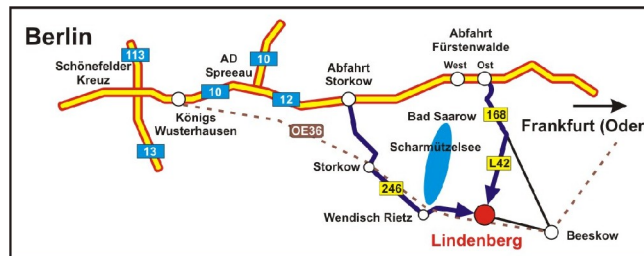 Berlin
113
Schönefelder
Kreuz
AD
Spreeau
10
Abfahrt
Storkow
Abfahrt
Fürstenwalde
West
Ost
10
12
Königs
Wusterhausen
13
OE36
Bad Saarow
168
Frankfurt (Oder
Scharmützelsee
Storkow
L42
246
Wendisch Rietz
Lindenberg
Beeskow